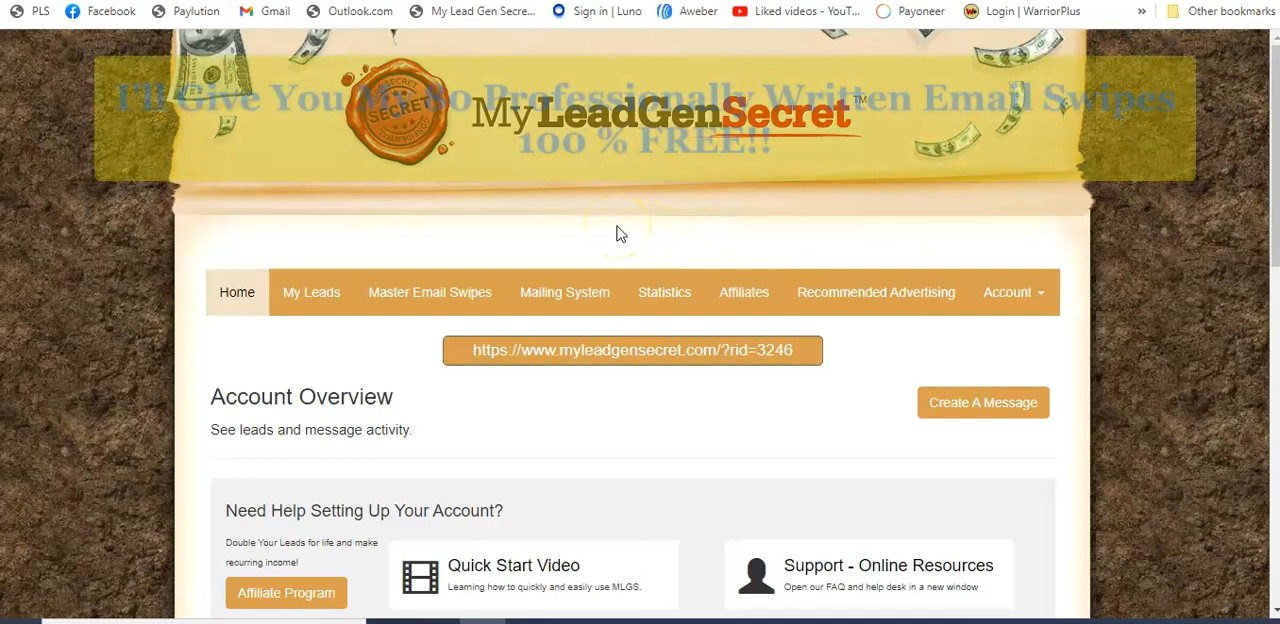 PLS Facebook Paylution Gmail Outlook.com My Lead Gen Secre... Sign in | Luno Aweber Liked videos - YouT... Payoneer Login | WarriorPlus » Other bookmarks
I'll Give You My 80 Professionally Written Email Swipes
100 % FREE!!
SECRET
MyLeadGenSecret™
Home My Leads Master Email Swipes Mailing System Statistics Affiliates Recommended Advertising Account
https://www.myleadgensecret.com/?rid=3246
Account Overview
Create A Message
See leads and message activity.
Need Help Setting Up Your Account?
Double Your Leads for life and make
recurring income!
Affiliate Program
Quick Start Video
Learning how to quickly and easily use MLGS.
Support - Online Resources
Open our FAQ and help desk in a new window